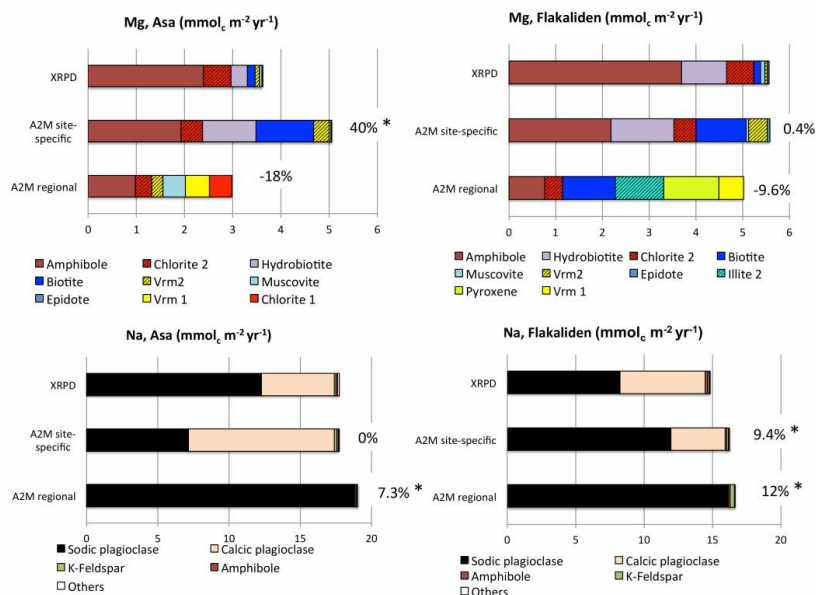 Mg, Asa (mmolc m-2 yr-1)
XRPD
A2M site-
specific
40% *
A2M regional
-18%
0 1 2 3 4 5 6
Amphibole Chlorite 2 Hydrobiotite
Biotite Vrm2 Muscovite
Epidote Vrm 1 Chlorite 1
Mg, Flakaliden (mmolc m-2 yr-1)
XRPD
A2M site-specific
0.4%
A2M regional
-9.6%
0 1 2 3 4 5 6
Amphibole Hydrobiotite Chlorite 2 Biotite
Muscovite Vrm2 Epidote Illite 2
Pyroxene Vrm 1
Na, Asa (mmolc m-2 yr-1)
XRPD
A2M site-
specific
0%
A2M regional
7.3% *
0 5 10 15 20
Sodic plagioclase Calcic plagioclase
K-Feldspar Amphibole
Others
Na, Flakaliden (mmolc m-2 yr-1)
XRPD
A2M site-specific
9.4% *
A2M regional
12% *
0 5 10 15 20
Sodic plagioclase Calcic plagioclase
Amphibole K-Feldspar
Others